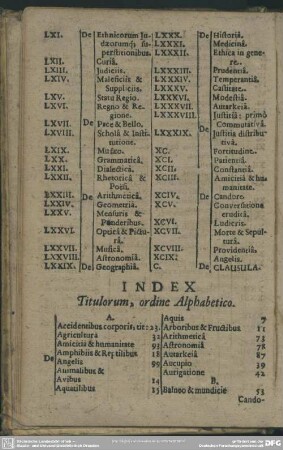 LXI. De Ethnicorum Ju-
dæorumq; su-
perstitionibus.
LXII. Curiâ.
LXIII. Judiciis.
LXIV. Maleficiis &
Suppliciis.
LXV. Statu Regio.
LXVI. Regno & Re-
gione.
LXVII. De Pace & Bello.
LXVIII. Scholâ & Insti-
tutione.
LXIX. Musæo.
LXX. Grammaticâ.
LXXI. Dialecticâ.
LXXII. Rhetoricâ &
Poësi.
LXXIII. De Arithmeticâ.
LXXIV. Geometriâ.
LXXV. Mensuris &
Ponderibus.
LXXVI. Opticâ & Pictu-
râ.
LXXVII. Musicâ.
LXXVIII. Astronomiâ.
LXXIX. De Geographiâ.
LXXX. De Historiâ.
LXXXI. Medicinâ.
LXXXII. Ethica in gene-
re.
LXXXIII. Prudentiâ.
LXXXIV. Temperantiâ.
LXXXV. Castitate.
LXXXVI. Modestiâ.
LXXXVII. Autarkeiâ.
LXXXVIII. Justitiâ: primò
De Commutativâ.
LXXXIX. Justitia distribu-
tivâ.
XC. Fortitudine.
XCI. Patientiâ.
XCII. Constantiâ.
XCIII. Amicitiâ & hu-
manitate.
XCIV. De Candore.
XCV. Conversatione
eruditâ.
XCVI. Ludicris.
XCVII. Morte & Sepul-
turâ.
XCVIII. Providentiâ.
XCIX. Angelis.
C. De CLAUSULA.
INDEX
Titulorum, ordine Alphabetico.
A.
Accidentibus corporis, tit: 23.
Agricultura 32
Amicitiâ & humanitate 93
Amphibiis & Reptilibus 18
De Angelis 99
Animalibus &
Avibus 14
Aquatilibus 15
Aquis 7
Arboribus & Fructibus 11
Arithmeticâ 73
Astronomiâ 78
Autarkeiâ 87
Aucupio 39
Aurigatione 42
B.
Balneo & mundicie 53
Cando-